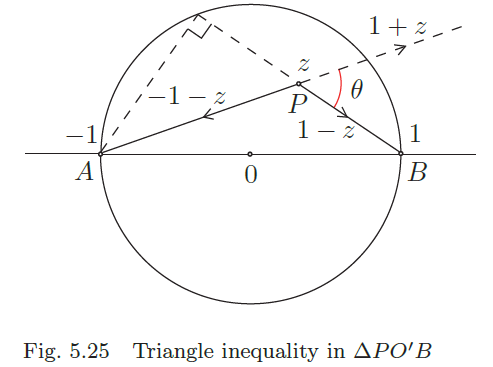 1 + z
z
θ
−1 − z
P
1 − z
−1
1
A
0
B
Fig. 5.25 Triangle inequality in ΔPO′B